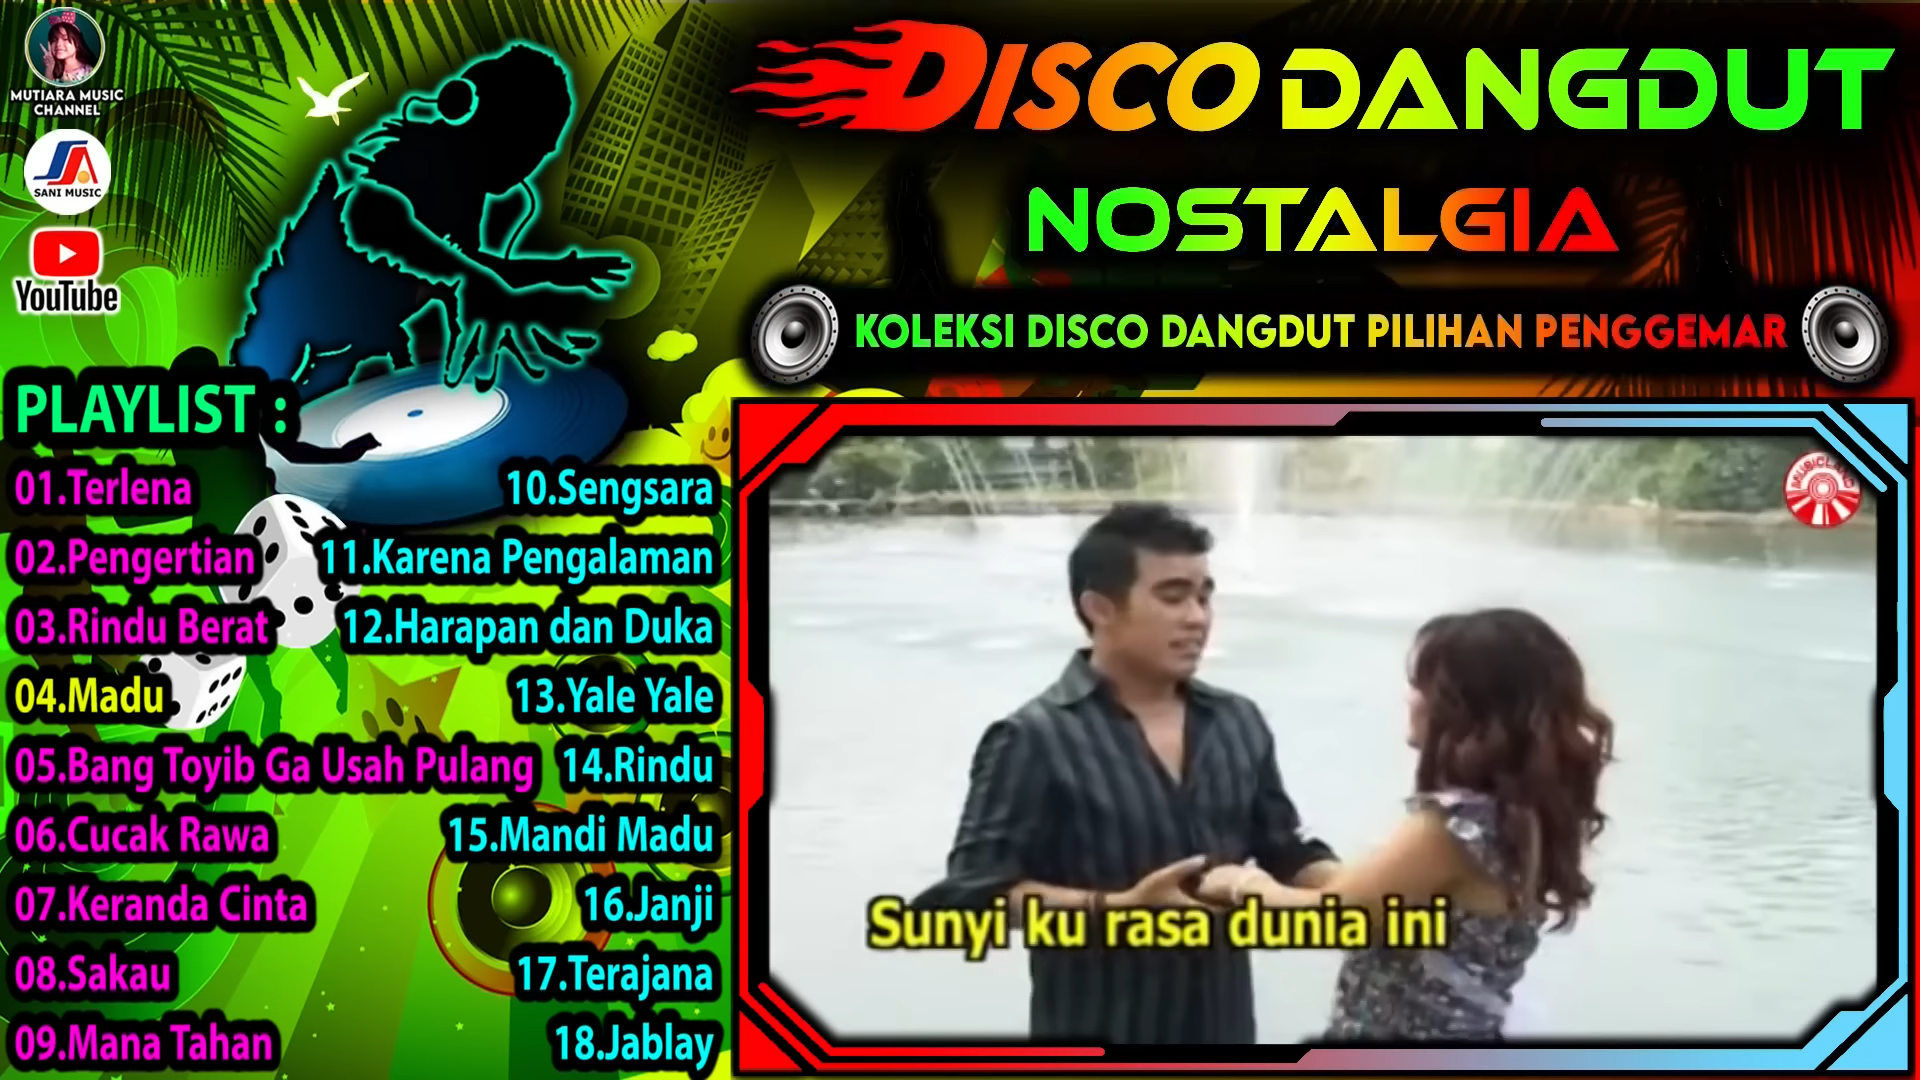 MUTIARA MUSIC
CHANNEL
SA
SANI MUSIC
YouTube
DISCO DANGDUT
NOSTALGIA
KOLEKSI DISCO DANGDUT PILIHAN PENGGEMAR
PLAYLIST :
01.Terlena
02.Pengertian
03.Rindu Berat
04.Madu
05.Bang Toyib Ga Usah Pulang
06.Cucak Rawa
07.Keranda Cinta
08.Sakau
09.Mana Tahan
10.Sengsara
11.Karena Pengalaman
12.Harapan dan Duka
13.Yale Yale
14.Rindu
15.Mandi Madu
16.Janji
17.Terajana
18.Jablay
MUSICLAND
Sunyi ku rasa dunia ini